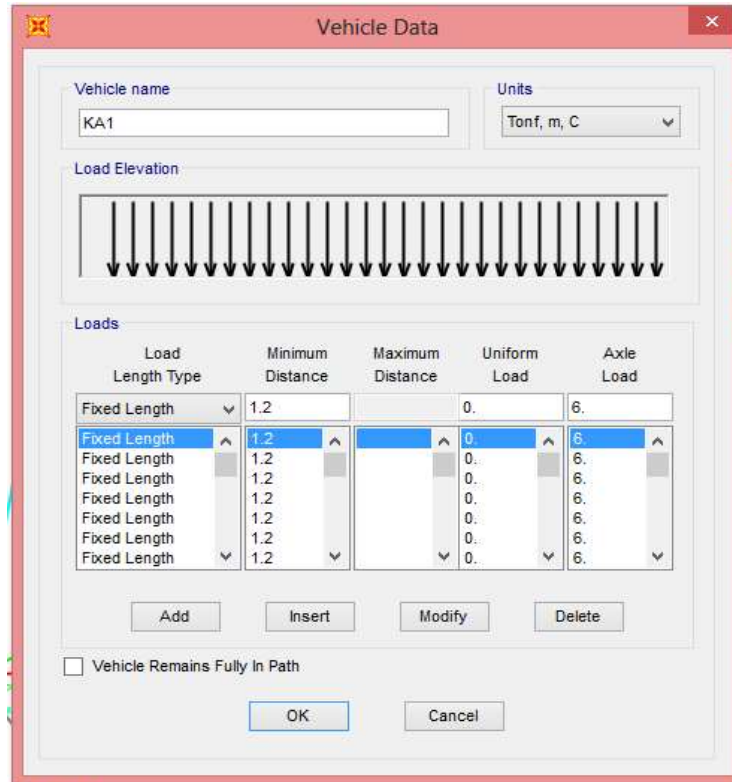 Vehicle Data
Vehicle name
Units
KA1
Tonf, m, C
Load Elevation
Loads
Load Length Type
Minimum Distance
Maximum Distance
Uniform Load
Axle Load
Fixed Length 1.2 0. 6.
Fixed Length 1.2 0. 6.
Fixed Length 1.2 0. 6.
Fixed Length 1.2 0. 6.
Fixed Length 1.2 0. 6.
Fixed Length 1.2 0. 6.
Fixed Length 1.2 0. 6.
Fixed Length 1.2 0. 6.
Add Insert Modify Delete
Vehicle Remains Fully In Path
OK Cancel